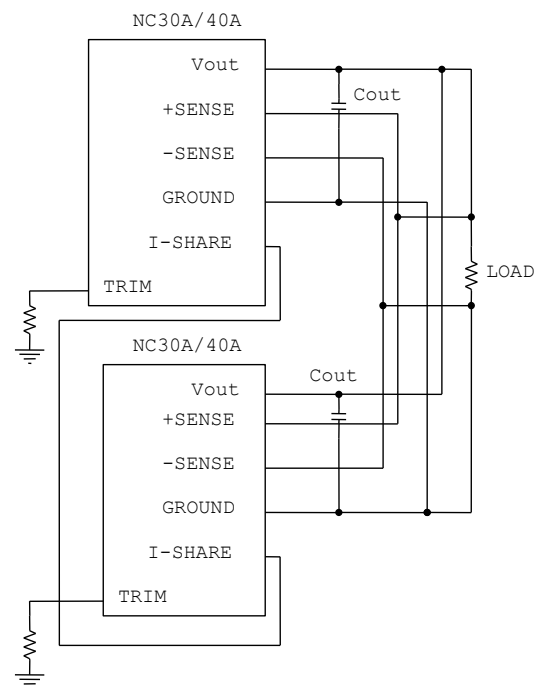 NC30A/40A
Vout
Cout
+SENSE
-SENSE
GROUND
I-SHARE
LOAD
TRIM
NC30A/40A
Cout
Vout
+SENSE
-SENSE
GROUND
I-SHARE
TRIM